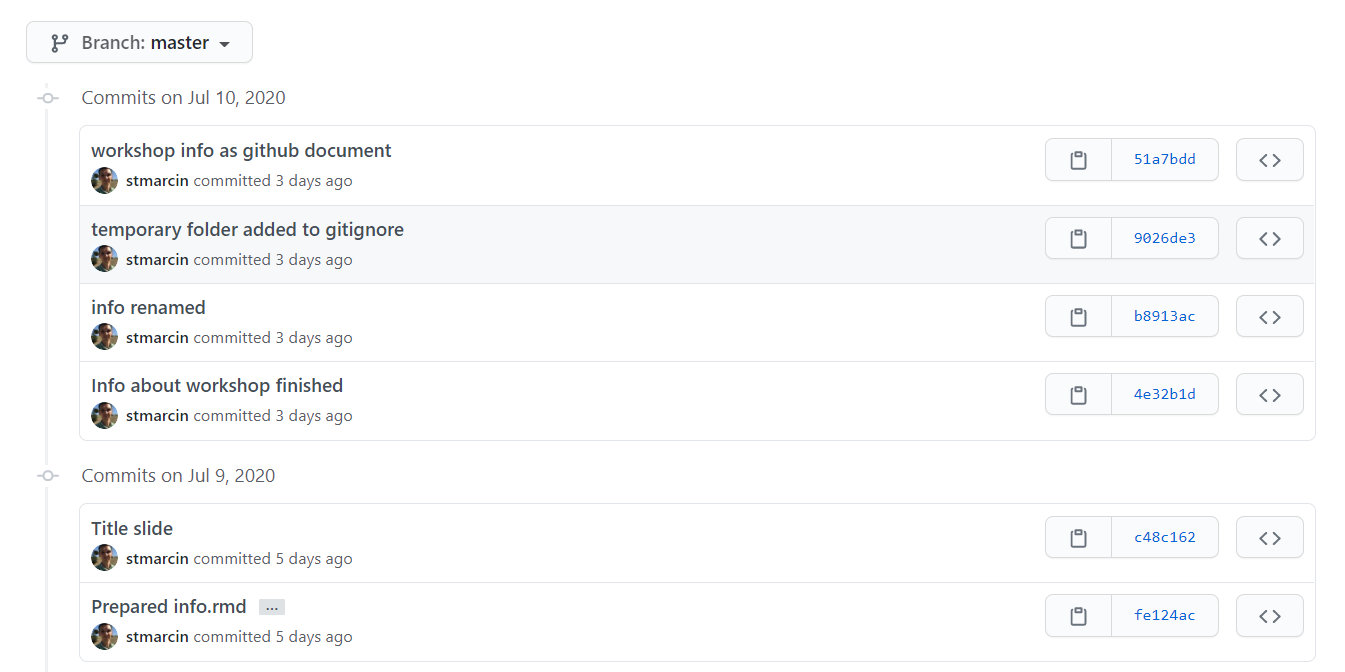 Branch: master
Commits on Jul 10, 2020
workshop info as github document
51a7bdd
stmarcin committed 3 days ago
temporary folder added to gitignore
9026de3
stmarcin committed 3 days ago
info renamed
b8913ac
stmarcin committed 3 days ago
Info about workshop finished
4e32b1d
stmarcin committed 3 days ago
Commits on Jul 9, 2020
Title slide
c48c162
stmarcin committed 5 days ago
Prepared info.rmd ...
fe124ac
stmarcin committed 5 days ago